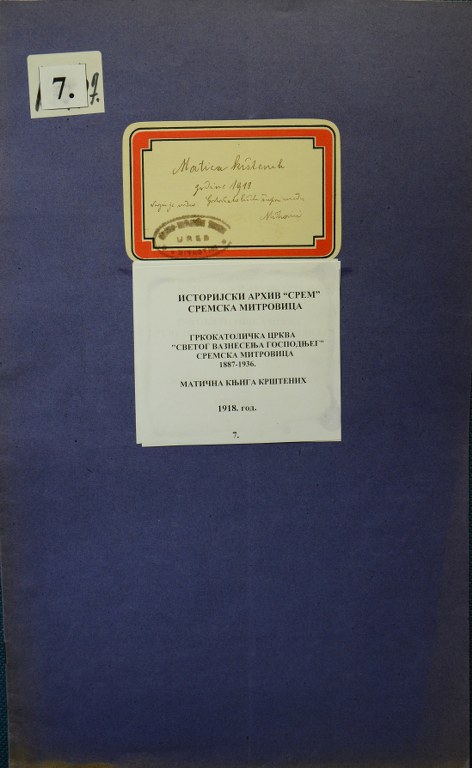 7.
Matica krštenih
godine 1918
URED
ИСТОРИЈСКИ АРХИВ "СРЕМ"
СРЕМСКА МИТРОВИЦА
ГРКОКАТОЛИЧКА ЦРКВА
"СВЕТОГ ВАЗНЕСЕЊА ГОСПОДЊЕГ"
СРЕМСКА МИТРОВИЦА
1887-1936.
МАТИЧНА КЊИГА КРШТЕНИХ
1918. год.
7.